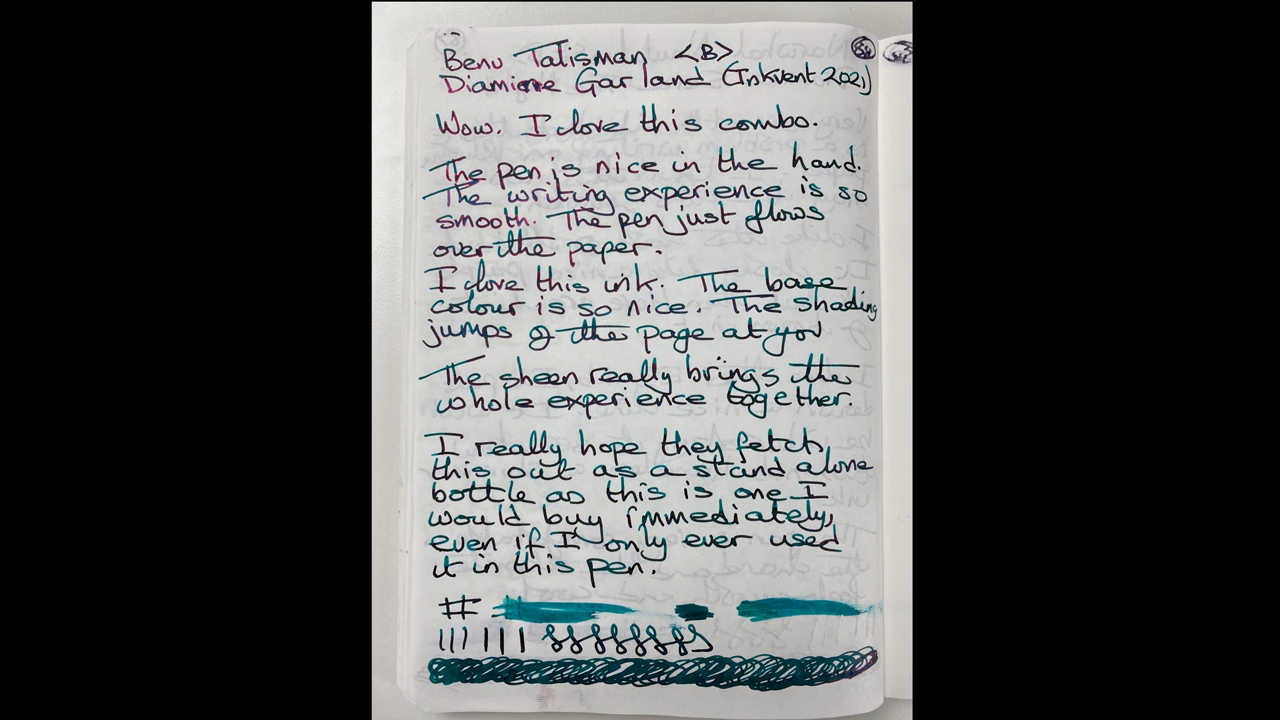 Benu Talisman <B>
84
Diamine Garland (Inkvent 2021)
Wow. I love this combo.
The pen is nice in the hand.
The writing experience is so
smooth. The pen just flows
over the paper.
I love this ink. The base
colour is so nice. The shading
jumps of the page at you
The sheen really brings the
whole experience together.
I really hope they fetch
this out as a stand alone
bottle as this is one I
would buy immediately,
even if I only ever used
it in this pen.